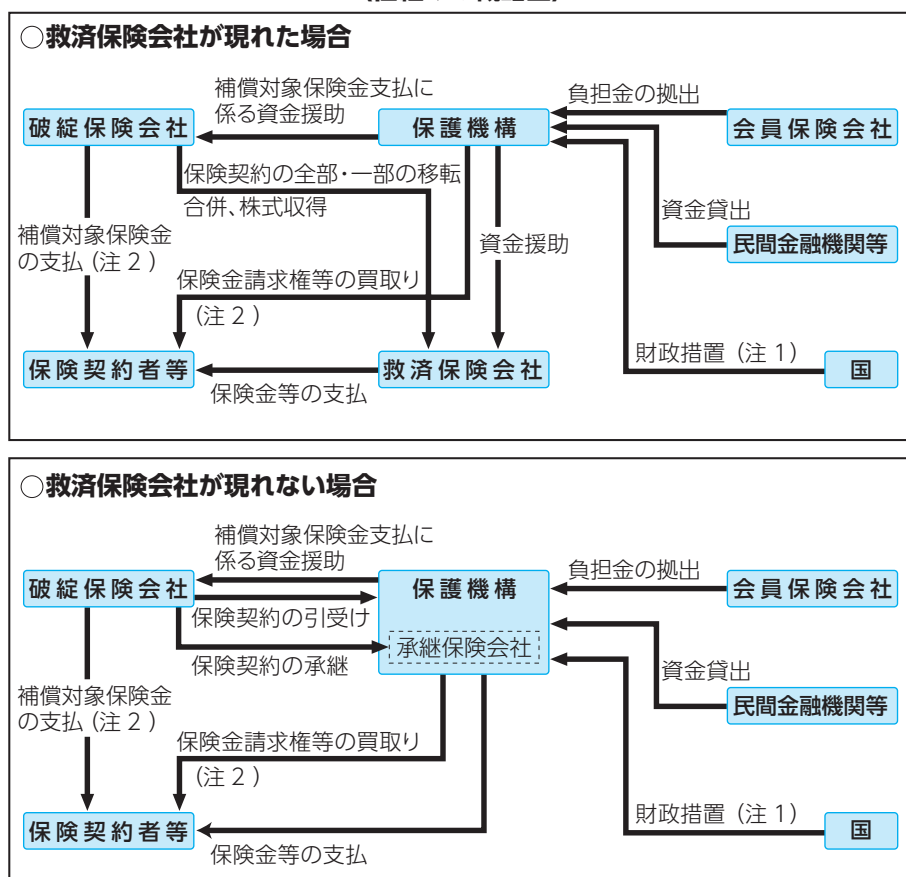 ○救済保険会社が現れた場合
補償対象保険金支払に
係る資金援助
負担金の拠出
破綻保険会社
保護機構
会員保険会社
保険契約の全部・一部の移転
合併、株式取得
資金貸出
補償対象保険金
の支払（注２）
資金援助
民間金融機関等
保険金請求権等の買取り
（注２）
財政措置（注１）
保険契約者等
救済保険会社
国
保険金等の支払
○救済保険会社が現れない場合
補償対象保険金支払に
係る資金援助
負担金の拠出
破綻保険会社
保護機構
会員保険会社
保険契約の引受け
承継保険会社
保険契約の承継
資金貸出
補償対象保険金
の支払（注２）
民間金融機関等
保険金請求権等の買取り
（注２）
財政措置（注１）
保険契約者等
国
保険金等の支払